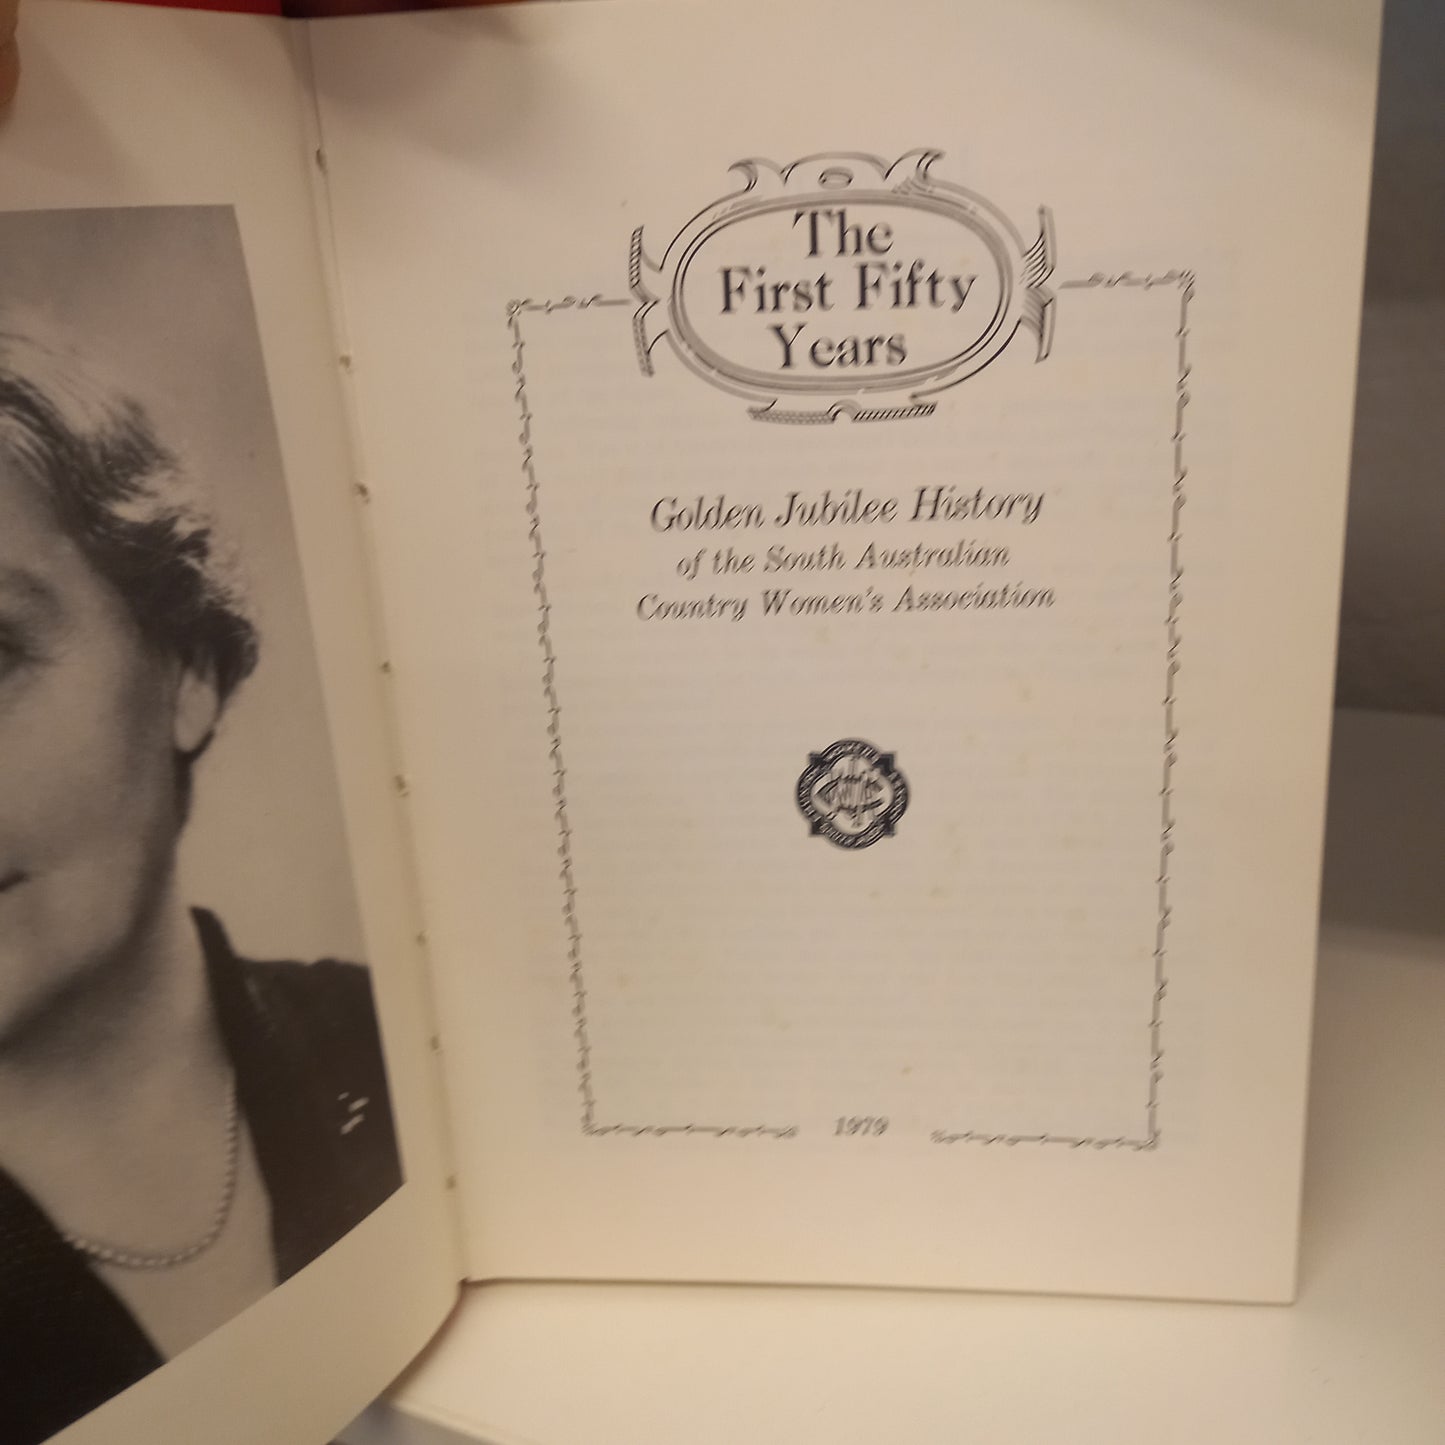 The
First Fifty
Years
Golden Jubilee History
of the South Australian
Country Women's Association
1979